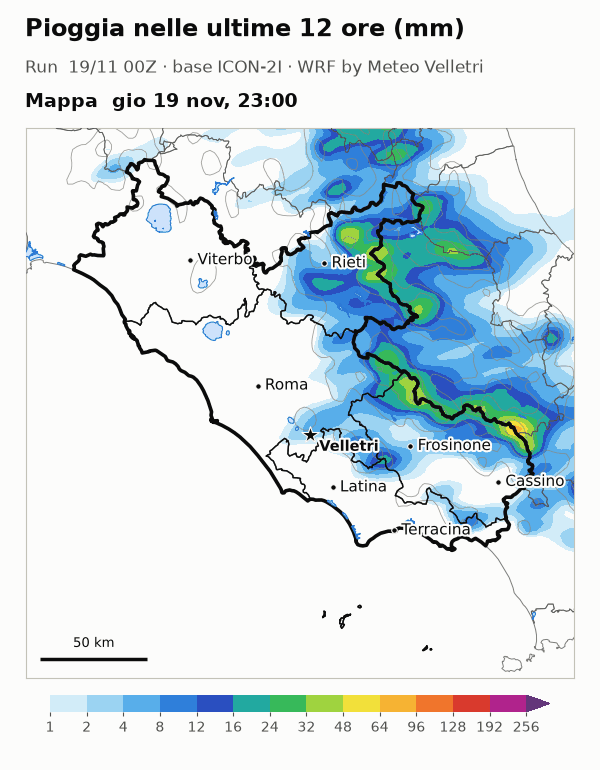 Pioggia nelle ultime 12 ore (mm)
Run  19/11 00Z · base ICON-2I · WRF by Meteo Velletri
Mappa  gio 19 nov, 23:00
Viterbo
Rieti
Roma
Velletri
Frosinone
Cassino
Latina
Terracina
50 km
1 2 4 8 12 16 24 32 48 64 96 128 192 256